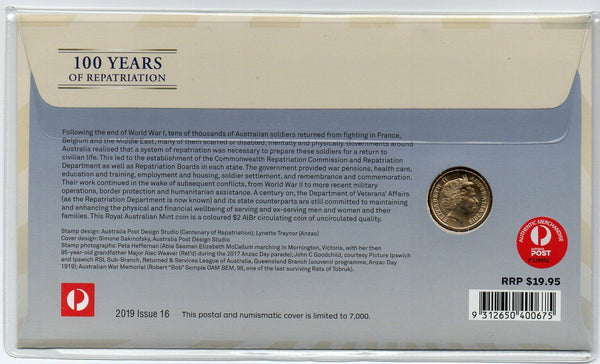 100 YEARS
OF REPATRIATION
Following the end of World War I, tens of thousands of Australian soldiers returned from fighting in France,
Belgium and the Middle East, many of them scarred or disabled, mentally and physically. Governments around
Australia realised that a system of repatriation was necessary to prepare these soldiers for a return to
civilian life. This led to the establishment of the Commonwealth Repatriation Commission and Repatriation
Department as well as Repatriation Boards in each state. The government provided war pensions, health care,
education and training, employment and housing, soldier settlement, and remembrance and commemoration.
Their work continued in the wake of subsequent conflicts, from World War II to more recent military
operations, border protection and humanitarian assistance. A century on, the Department of Veterans' Affairs
(as the Repatriation Department is now known) and its state counterparts are still committed to maintaining
and enhancing the physical and financial wellbeing of serving and ex-serving men and women and their
families. This Royal Australian Mint coin is a coloured $2 AlBr circulating coin of uncirculated quality.
Stamp design: Australia Post Design Studio (Centenary of Repatriation); Lynette Traynor (Anzac)
Cover design: Simone Sakinofsky, Australia Post Design Studio
Stamp photographs: Pete Heffernan (Able Seaman Elizabeth McCallum marching in Mornington, Victoria, with her then
95-year-old grandfather Major Alec Weaver (Ret'd) during the 2017 Anzac Day parade); John C Goodchild, courtesy Picture Ipswich
and Ipswich RSL Sub-Branch, Returned & Services League of Australia, Queensland Branch (souvenir programme, Anzac Day
1919); Australian War Memorial (Robert "Bob" Somple OAM BEM, 98, one of the last surviving Rats of Tobruk).
AUTHENTIC MERCHANDISE
POST
RRP $19.95
2019 Issue 16
This postal and numismatic cover is limited to 7,000.
9 312650 400675